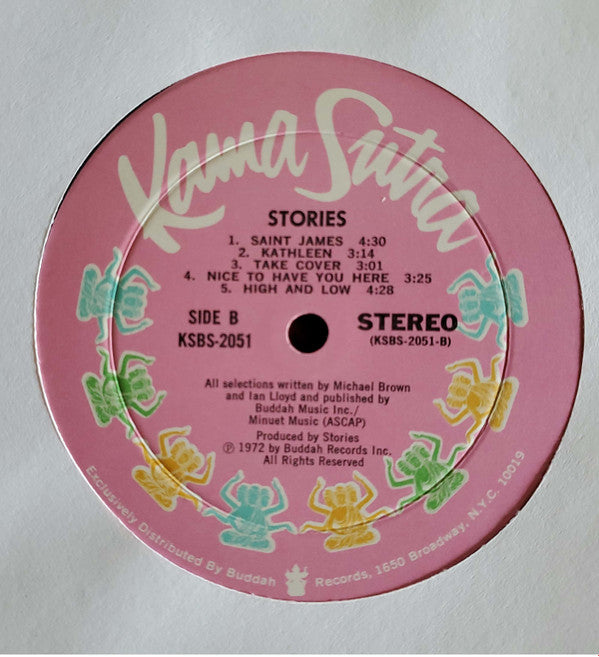 Kama Sutra
STORIES
1. SAINT JAMES 4:30
2. KATHLEEN 3:14
3. TAKE COVER 3:01
4. NICE TO HAVE YOU HERE 3:25
5. HIGH AND LOW 4:28
SIDE B
KSBS-2051
STEREO
(KSBS-2051-B)
All selections written by Michael Brown
and Ian Lloyd and published by
Buddah Music Inc./
Minuet Music (ASCAP)
Produced by Stories
℗ 1972 by Buddah Records Inc.
All Rights Reserved
Exclusively Distributed By Buddah Records, 1650 Broadway, N.Y.C. 10019